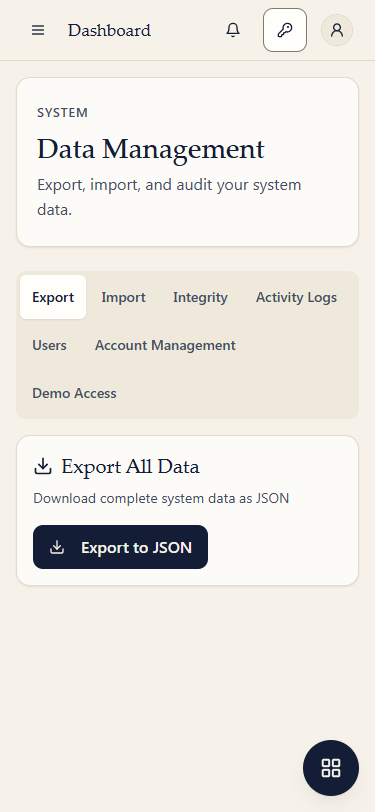 Dashboard
SYSTEM
Data Management
Export, import, and audit your system
data.
Export Import Integrity Activity Logs
Users Account Management
Demo Access
Export All Data
Download complete system data as JSON
Export to JSON